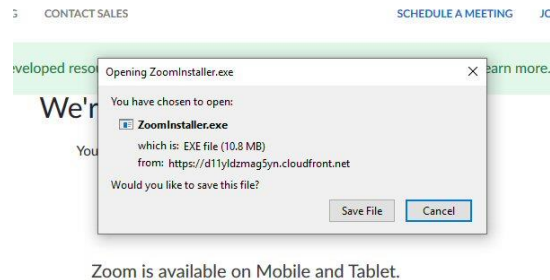 CONTACT SALES SCHEDULE A MEETING
Opening ZoomInstaller.exe
earn more.
We'r
You have chosen to open:
ZoomInstaller.exe
You
which is: EXE file (10.8 MB)
from: https://d11yldzmag5yn.cloudfront.net
Would you like to save this file?
Save File Cancel
Zoom is available on Mobile and Tablet.